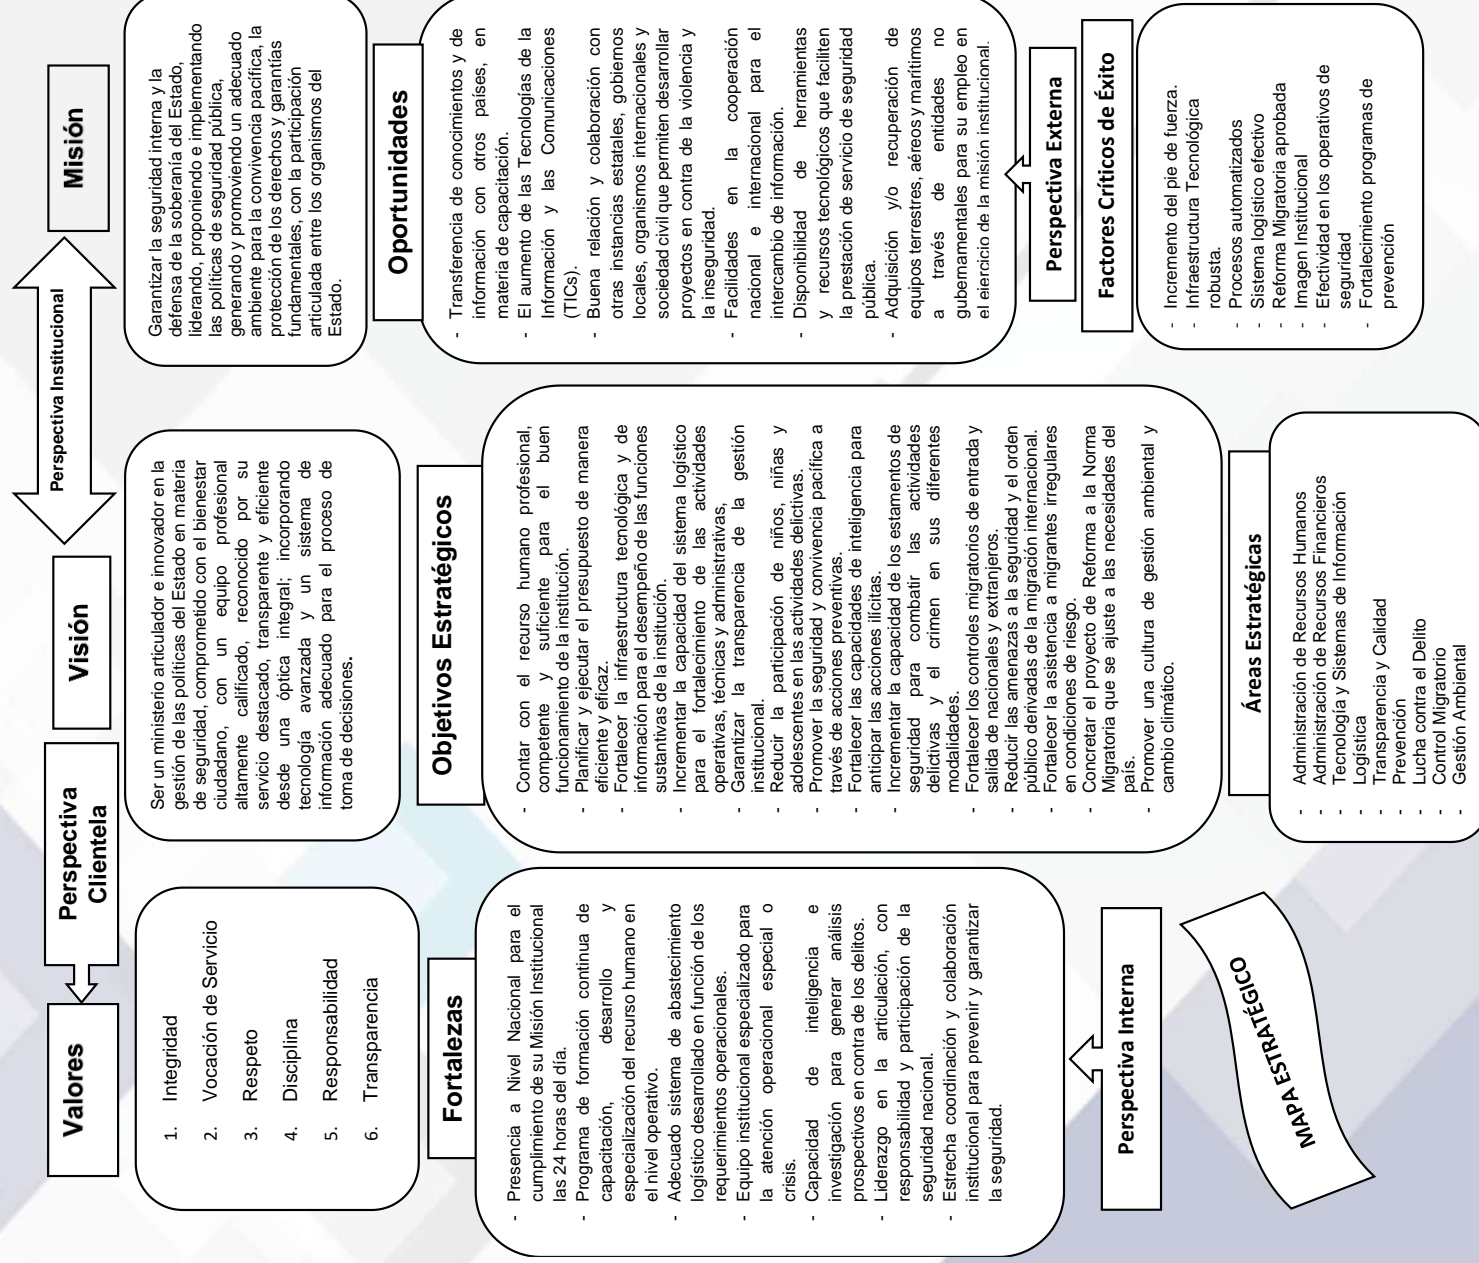 Valores
Perspectiva
Clientela
Visión
Perspectiva Institucional
Misión
1. Integridad
2. Vocación de Servicio
3. Respeto
4. Disciplina
5. Responsabilidad
6. Transparencia
Ser un ministerio articulador e innovador en la
gestión de las políticas del Estado en materia
de seguridad, comprometido con el bienestar
ciudadano, con un equipo profesional
altamente calificado, reconocido por su
servicio destacado, transparente y eficiente
desde una óptica integral; incorporando
tecnología avanzada y un sistema de
información adecuado para el proceso de
toma de decisiones.
Garantizar la seguridad interna y la
defensa de la soberanía del Estado,
liderando, proponiendo e implementando
las políticas de seguridad pública,
generando y promoviendo un adecuado
ambiente para la convivencia pacífica, la
protección de los derechos y garantías
fundamentales, con la participación
articulada entre los organismos del
Estado.
Fortalezas
- Presencia a Nivel Nacional para el
cumplimiento de su Misión Institucional
las 24 horas del día.
- Programa de formación continua de
capacitación, desarrollo y
especialización del recurso humano en
el nivel operativo.
- Adecuado sistema de abastecimiento
logístico desarrollado en función de los
requerimientos operacionales.
- Equipo institucional especializado para
la atención operacional especial o
crisis.
- Capacidad de inteligencia e
investigación para generar análisis
prospectivos en contra de los delitos.
- Liderazgo en la articulación, con
responsabilidad y participación de la
seguridad nacional.
- Estrecha coordinación y colaboración
institucional para prevenir y garantizar
la seguridad.
Objetivos Estratégicos
- Contar con el recurso humano profesional,
competente y suficiente para el buen
funcionamiento de la institución.
- Planificar y ejecutar el presupuesto de manera
eficiente y eficaz.
- Fortalecer la infraestructura tecnológica y de
información para el desempeño de las funciones
sustantivas de la institución.
- Incrementar la capacidad del sistema logístico
para el fortalecimiento de las actividades
operativas, técnicas y administrativas,
- Garantizar la transparencia de la gestión
institucional.
- Reducir la participación de niños, niñas y
adolescentes en las actividades delictivas.
- Promover la seguridad y convivencia pacífica a
través de acciones preventivas.
- Fortalecer las capacidades de inteligencia para
anticipar las acciones ilícitas.
- Incrementar la capacidad de los estamentos de
seguridad para combatir las actividades
delictivas y el crimen en sus diferentes
modalidades.
- Fortalecer los controles migratorios de entrada y
salida de nacionales y extranjeros.
- Reducir las amenazas a la seguridad y el orden
público derivadas de la migración internacional.
- Fortalecer la asistencia a migrantes irregulares
en condiciones de riesgo.
- Concretar el proyecto de Reforma a la Norma
Migratoria que se ajuste a las necesidades del
país.
- Promover una cultura de gestión ambiental y
cambio climático.
Oportunidades
- Transferencia de conocimientos y de
información con otros países, en
materia de capacitación.
- El aumento de las Tecnologías de la
Información y las Comunicaciones
(TICs).
- Buena relación y colaboración con
otras instancias estatales, gobiernos
locales, organismos internacionales y
sociedad civil que permiten desarrollar
proyectos en contra de la violencia y
la inseguridad.
- Facilidades en la cooperación
nacional e internacional para el
intercambio de información.
- Disponibilidad de herramientas
y recursos tecnológicos que faciliten
la prestación de servicio de seguridad
pública.
- Adquisición y/o recuperación de
equipos terrestres, aéreos y marítimos
a través de entidades no
gubernamentales para su empleo en
el ejercicio de la misión institucional.
Perspectiva Interna
MAPA ESTRATÉGICO
Áreas Estratégicas
- Administración de Recursos Humanos
- Administración de Recursos Financieros
- Tecnología y Sistemas de Información
- Logística
- Transparencia y Calidad
- Prevención
- Lucha contra el Delito
- Control Migratorio
- Gestión Ambiental
Perspectiva Externa
Factores Críticos de Éxito
- Incremento del pie de fuerza.
- Infraestructura Tecnológica
robusta.
- Procesos automatizados
- Sistema logístico efectivo
- Reforma Migratoria aprobada
- Imagen Institucional
- Efectividad en los operativos de
seguridad
- Fortalecimiento programas de
prevención